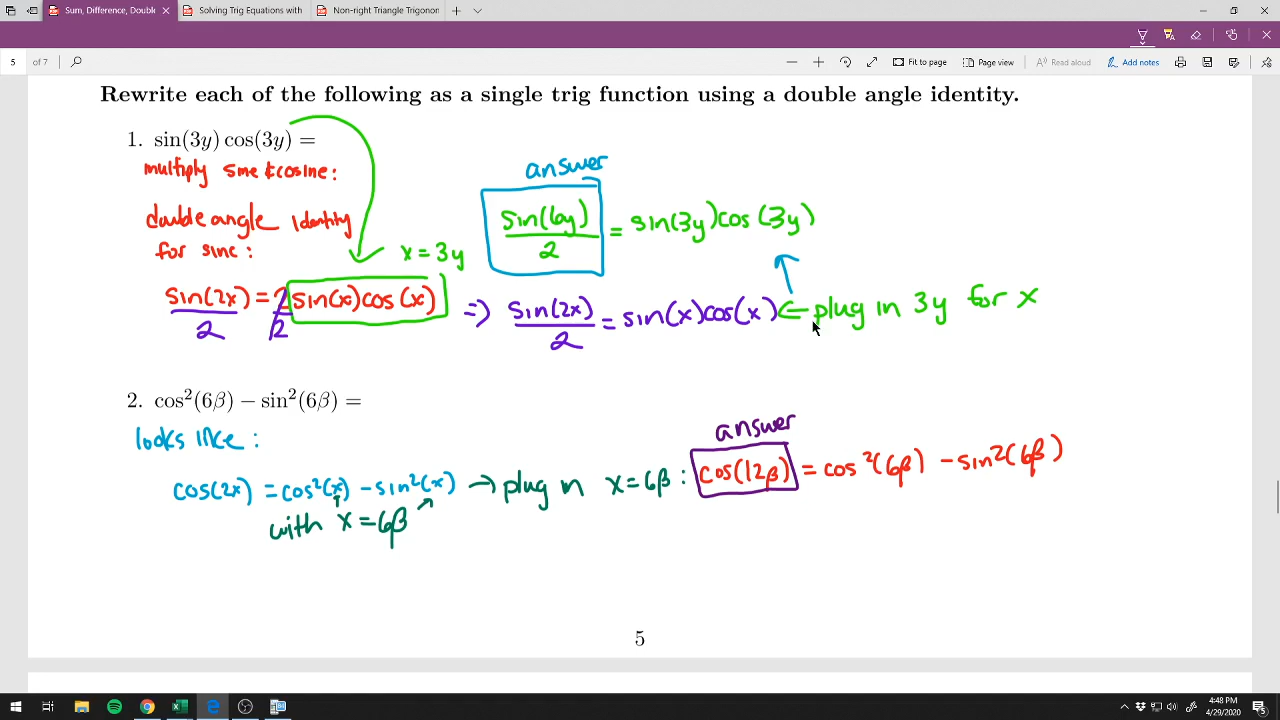 Sum, Difference, Double
Solving Trig Equations with
Non-right Triangle Trigonom
5 of 7
Fit to page
Page view
Read aloud
Add notes
Rewrite each of the following as a single trig function using a double angle identity.
1. sin(3y) cos(3y) =
multiply sine & cosine:
answer
double angle identity
for sine:
x = 3y
sin(6y)/2 = sin(3y)cos(3y)
sin(2x)/2 = 2/2 sin(x)cos(x)
=> sin(2x)/2 = sin(x)cos(x) ← plug in 3y for x
2. cos²(6β) − sin²(6β) =
looks like:
answer
cos(2x) = cos²(x) - sin²(x) → plug in x=6β: cos(12β) = cos²(6β) - sin²(6β)
with x = 6β
5
4:48 PM
4/29/2020